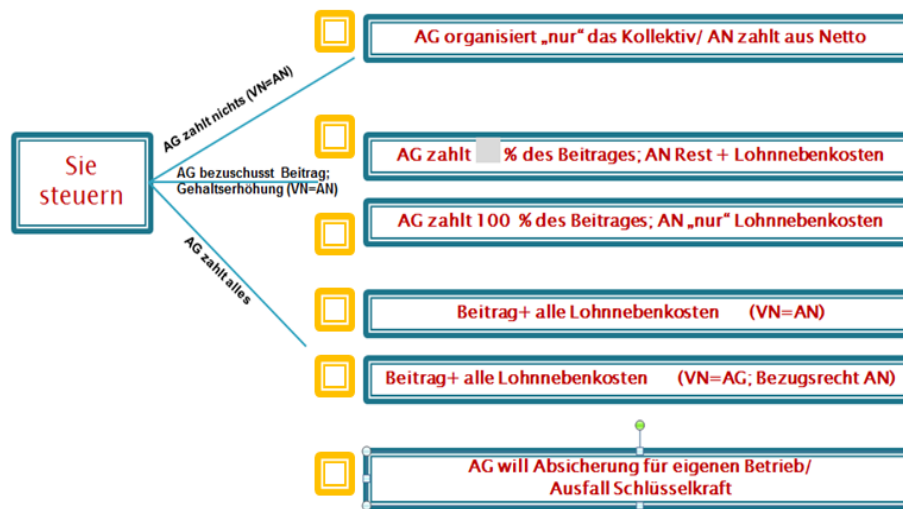 AG organisiert „nur“ das Kollektiv/ AN zahlt aus Netto
AG zahlt nichts (VN=AN)
Sie
steuern
AG bezuschusst Beitrag;
Gehaltserhöhung (VN=AN)
AG zahlt % des Beitrages; AN Rest + Lohnnebenkosten
AG zahlt 100 % des Beitrages; AN „nur“ Lohnnebenkosten
AG zahlt alles
Beitrag+ alle Lohnnebenkosten (VN=AN)
Beitrag+ alle Lohnnebenkosten (VN=AG; Bezugsrecht AN)
AG will Absicherung für eigenen Betrieb/
Ausfall Schlüsselkraft